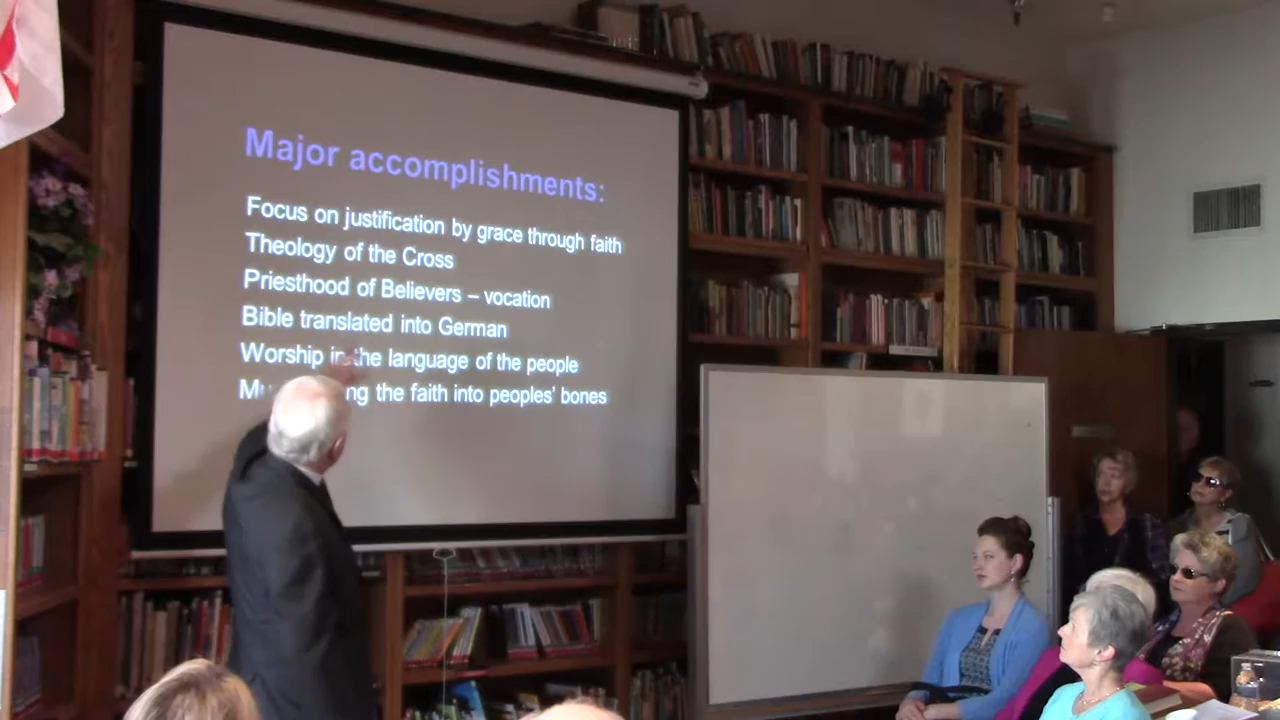 Major accomplishments:
Focus on justification by grace through faith
Theology of the Cross
Priesthood of Believers – vocation
Bible translated into German
Worship in the language of the people
the faith into peoples' bones